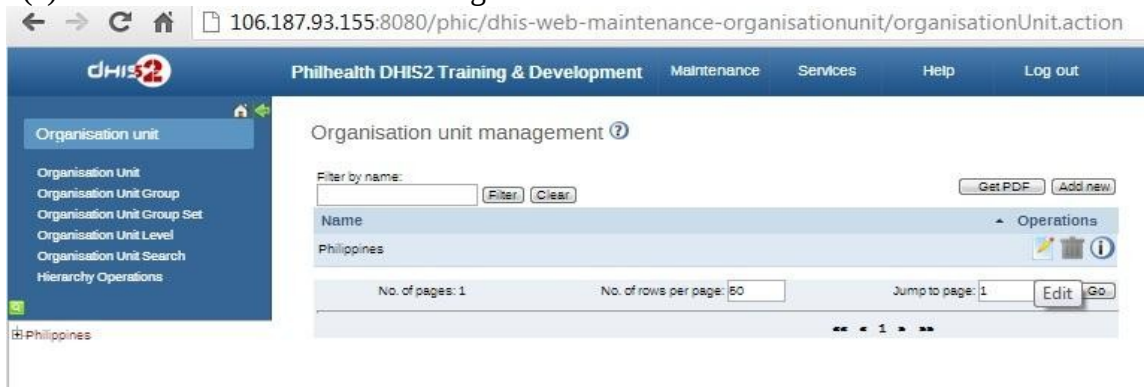 106.187.93.155:8080/phic/dhis-web-maintenance-organisationunit/organisationUnit.action
dHIS2 Philhealth DHIS2 Training & Development Maintenance Services Help Log out
Organisation unit
Organisation Unit
Organisation Unit Group
Organisation Unit Group Set
Organisation Unit Level
Organisation Unit Search
Hierarchy Operations
Philippines
Organisation unit management ?
Filter by name:
Filter Clear Get PDF Add new
Name Operations
Philippines i
No. of pages: 1 No. of rows per page: 50 Jump to page: 1 Edit Go
«« « 1 » »»